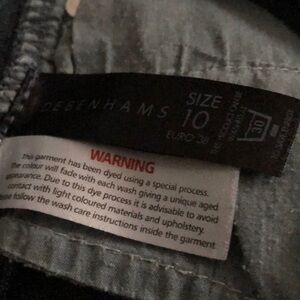 DEBENHAMS
SIZE
10
EURO 38
30
WARNING
This garment has been dyed using a special process.
The colour will fade with each wash giving a unique aged
appearance. Due to this dye process it is advisable to avoid
contact with light coloured materials and upholstery.
Please follow the wash care instructions inside the garment